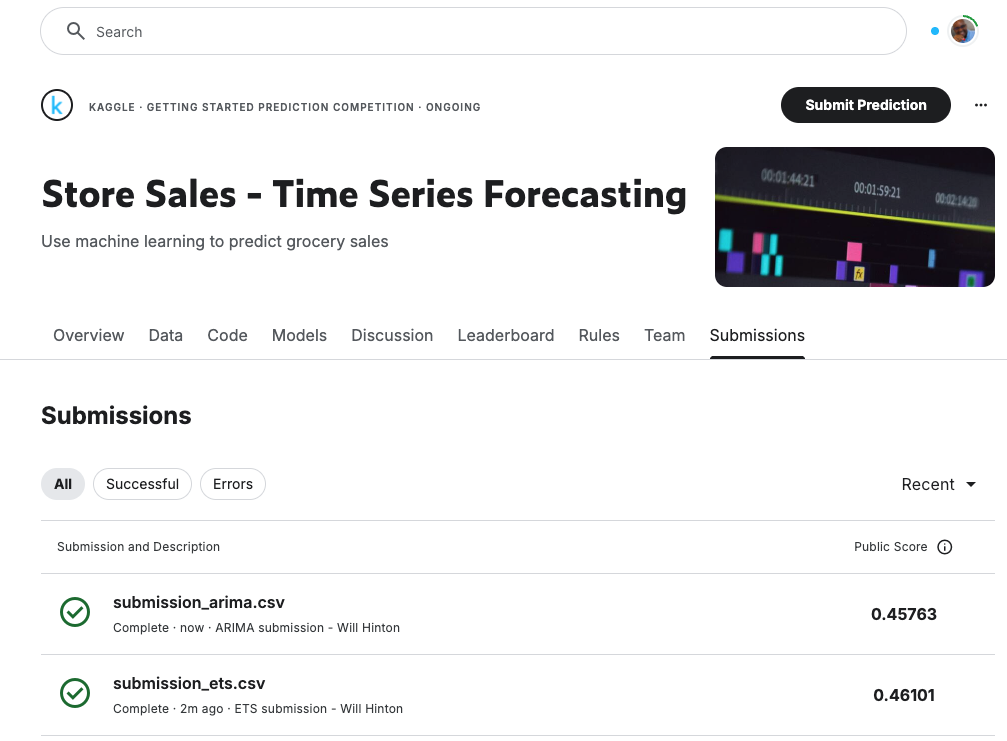 Search
k
KAGGLE · GETTING STARTED PREDICTION COMPETITION · ONGOING
Submit Prediction
Store Sales - Time Series Forecasting
Use machine learning to predict grocery sales
00:01:44:21
00:01:59:21
00:02:14:20
fx
Overview Data Code Models Discussion Leaderboard Rules Team Submissions
Submissions
All Successful Errors Recent
Submission and Description Public Score
submission_arima.csv
Complete · now · ARIMA submission - Will Hinton
0.45763
submission_ets.csv
Complete · 2m ago · ETS submission - Will Hinton
0.46101